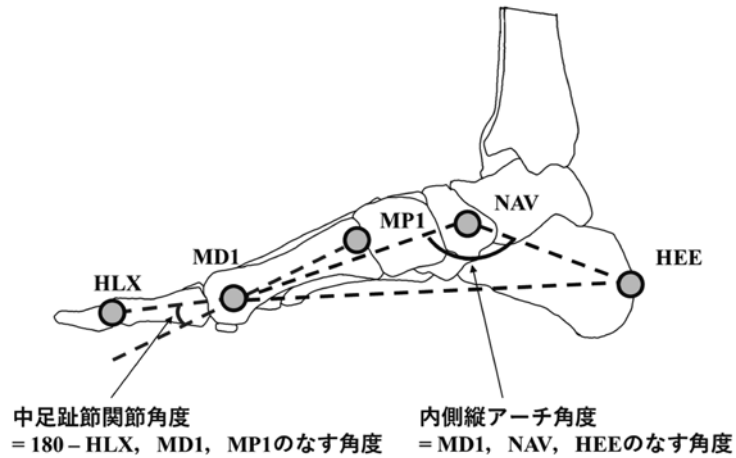 NAV
MP1
MD1
HEE
HLX
中足趾節関節角度
= 180 – HLX, MD1, MP1のなす角度
内側縦アーチ角度
= MD1, NAV, HEEのなす角度